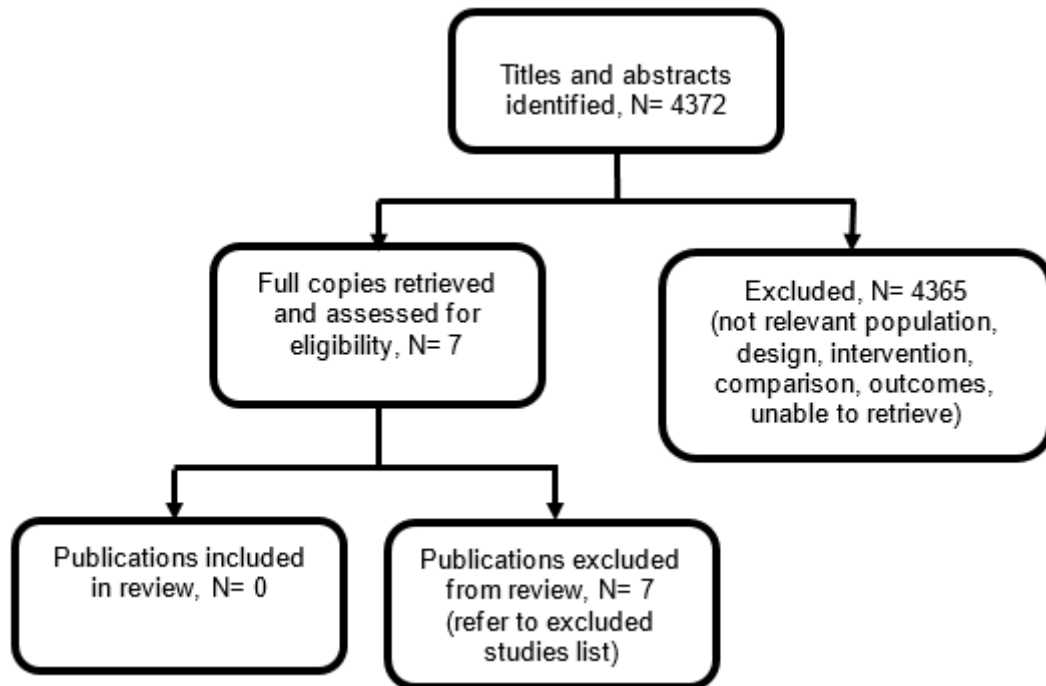 Titles and abstracts
identified, N= 4372
Full copies retrieved
and assessed for
eligibility, N= 7
Excluded, N= 4365
(not relevant population,
design, intervention,
comparison, outcomes,
unable to retrieve)
Publications included
in review, N= 0
Publications excluded
from review, N= 7
(refer to excluded
studies list)